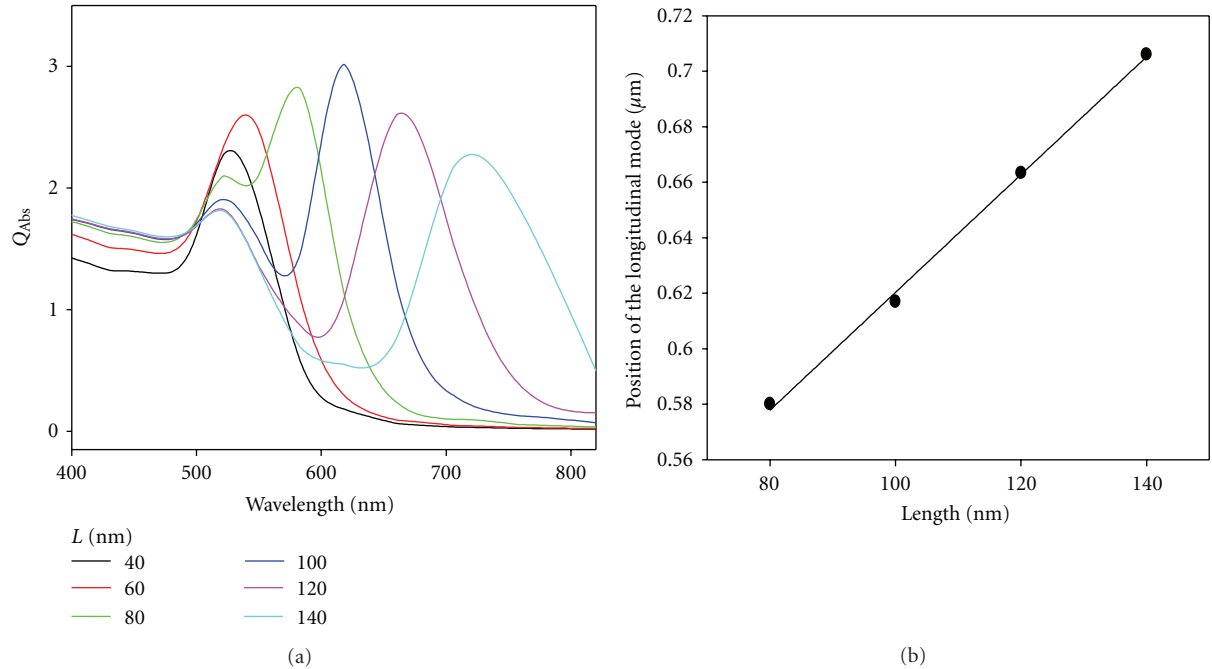 3
2
1
0
Q_Abs
400 500 600 700 800
Wavelength (nm)
L (nm)
40 100
60 120
80 140
(a)
0.72
0.7
0.68
0.66
0.64
0.62
0.6
0.58
0.56
Position of the longitudinal mode (μm)
80 100 120 140
Length (nm)
(b)